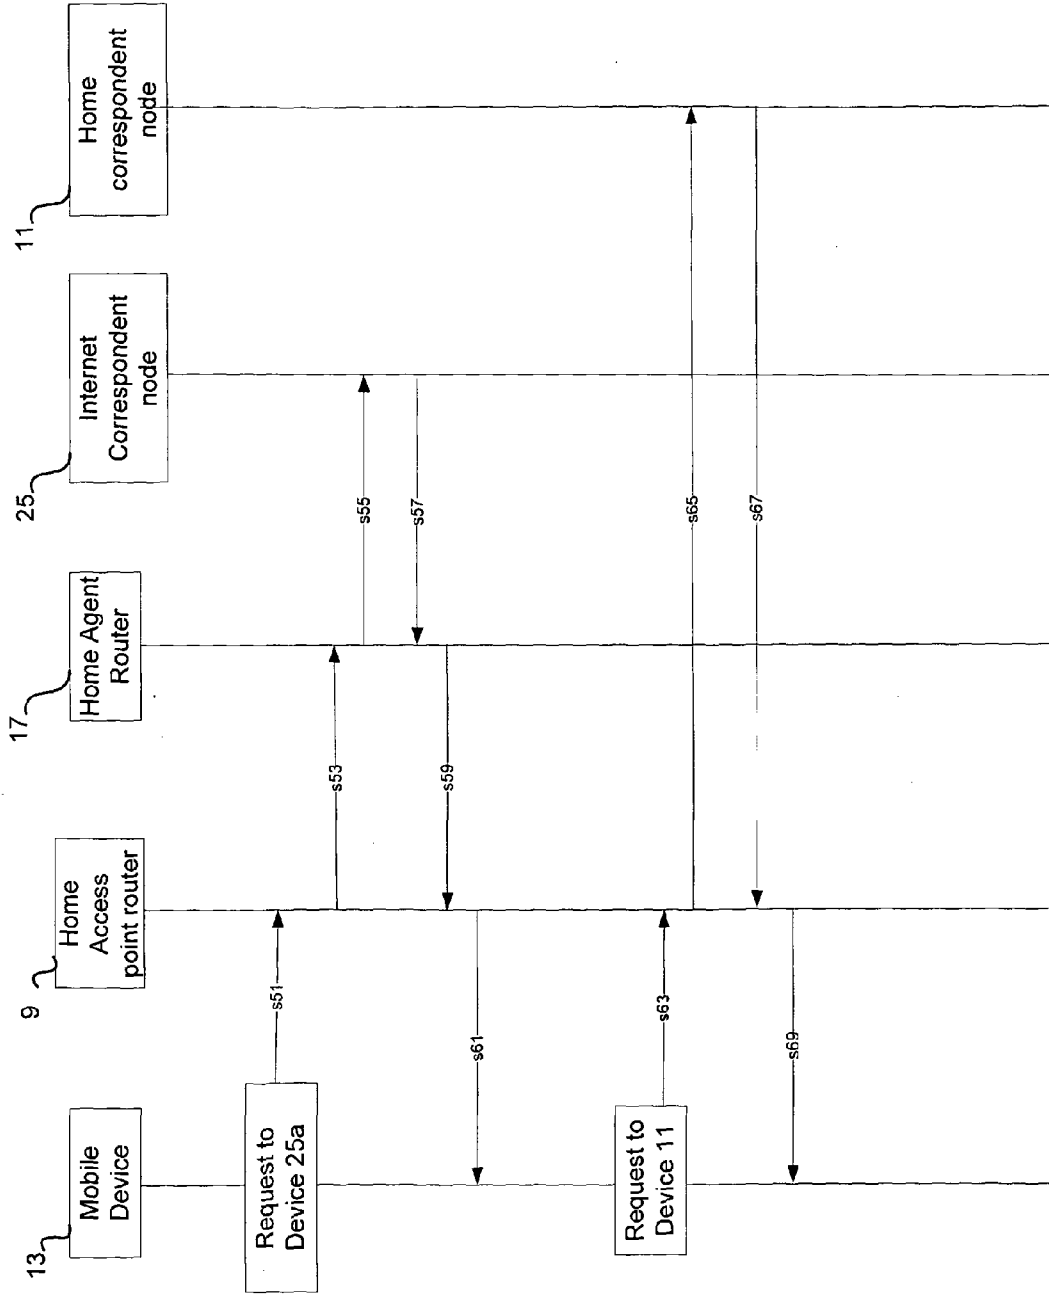 13
Mobile
Device
9
Home
Access
point router
17
Home Agent
Router
25
Internet
Correspondent
node
11
Home
correspondent
node
Request to
Device 25a
s51
s53
s55
s57
s59
s61
Request to
Device 11
s63
s65
s67
s69